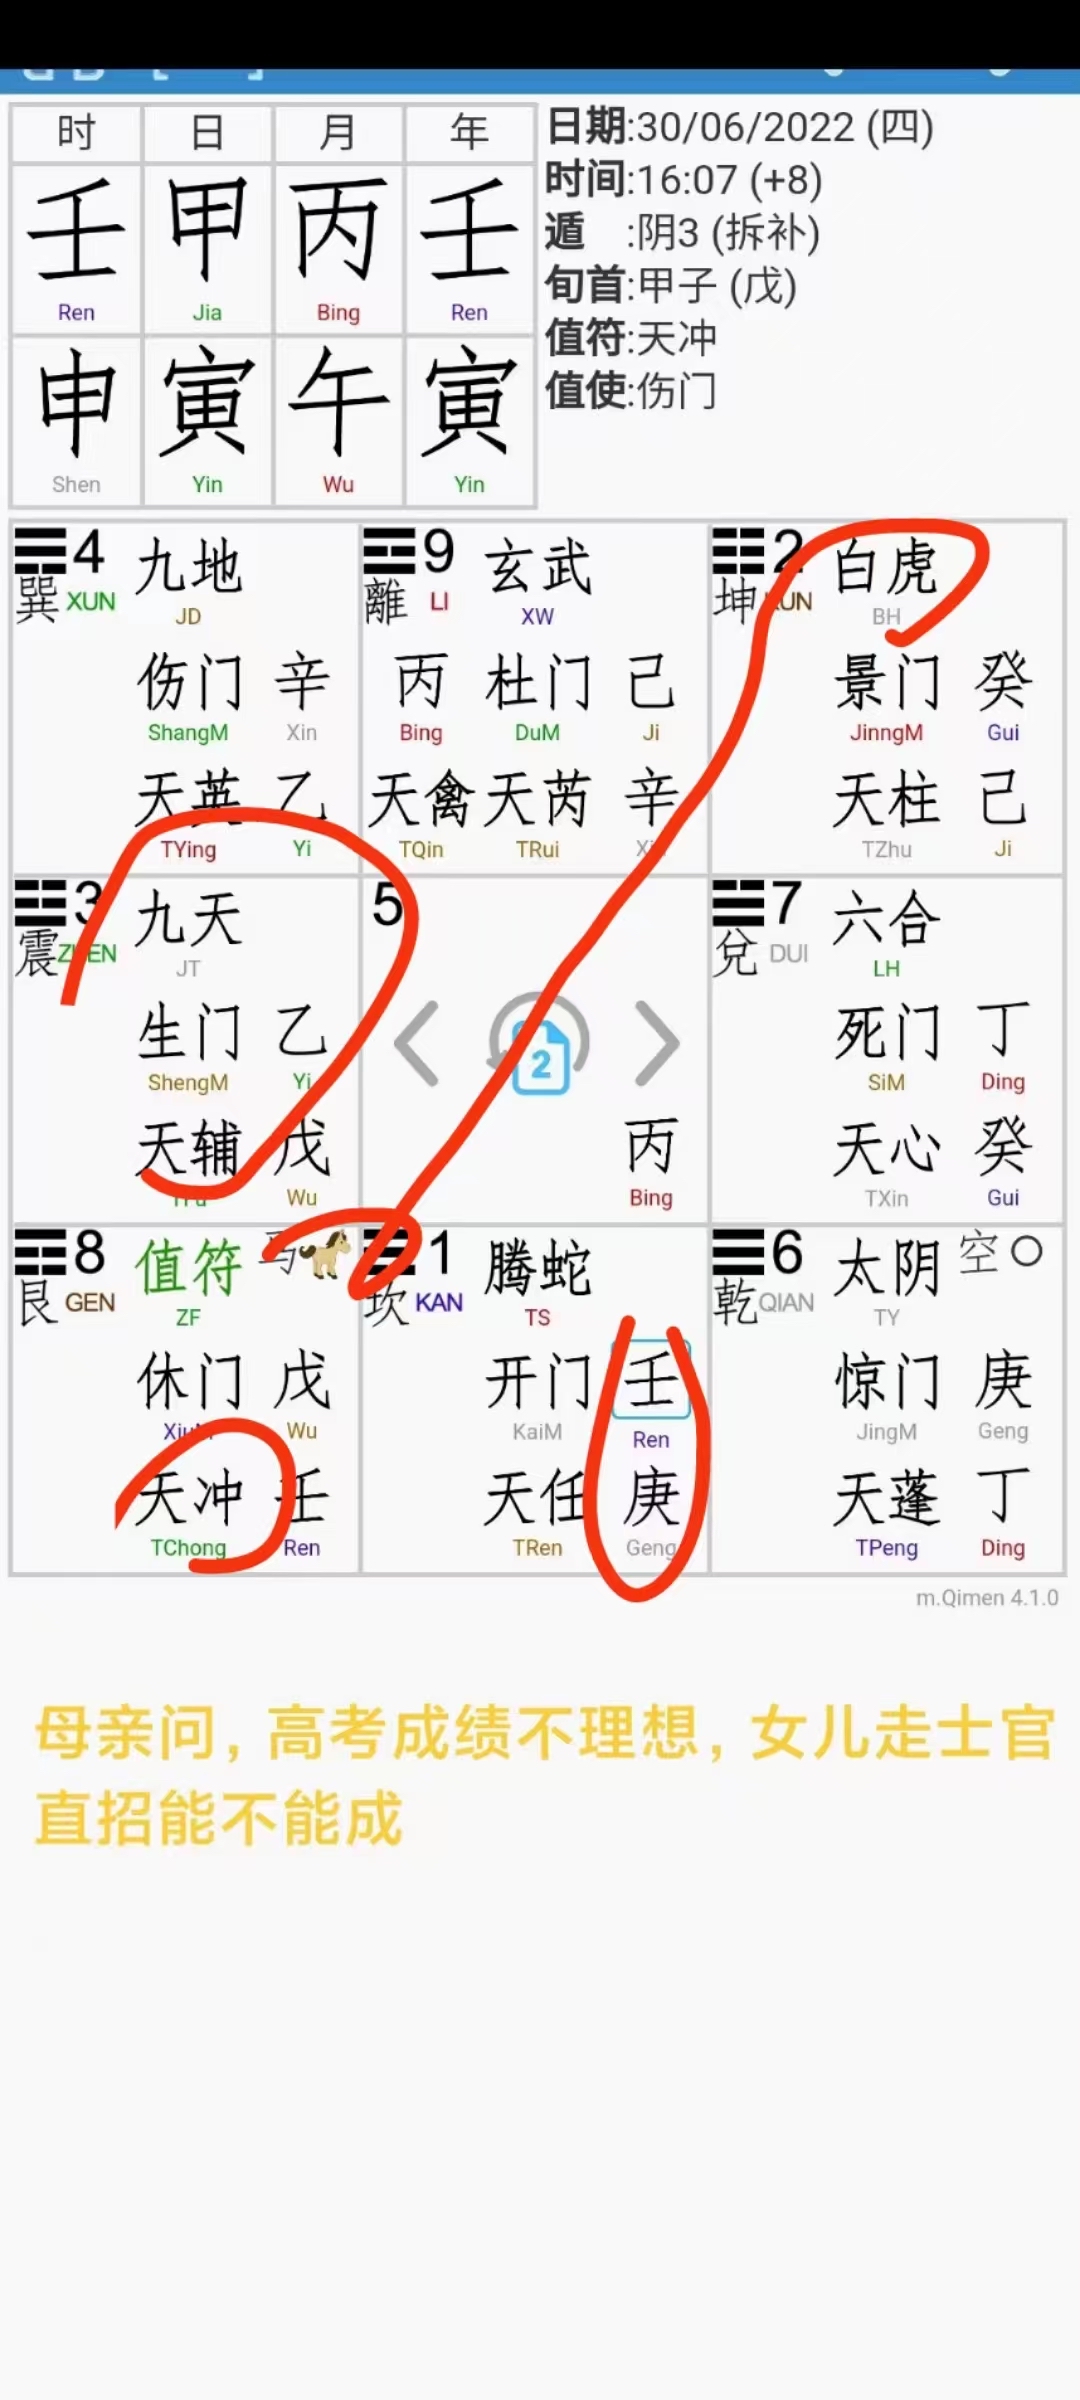 时 日 月 年
壬 甲 丙 壬
Ren Jia Bing Ren
申 寅 午 寅
Shen Yin Wu Yin
日期:30/06/2022 (四)
时间:16:07 (+8)
遁 :阴3 (拆补)
旬首:甲子 (戊)
值符:天冲
值使:伤门
4 九地
巽 XUN JD
伤门 辛
ShangM Xin
天英 乙
TYing Yi
9 玄武
離 LI XW
丙 杜门 己
Bing DuM Ji
天禽 天芮 辛
TQin TRui
2 白虎
坤 KUN BH
景门 癸
JinngM Gui
天柱 己
TZhu Ji
3 九天
震 ZHEN JT
生门 乙
ShengM Yi
天辅 戊
Wu
5
2
丙
Bing
7 六合
兌 DUI LH
死门 丁
SiM Ding
天心 癸
TXin Gui
8 值符 马
艮 GEN ZF
休门 戊
XiuM Wu
天冲 壬
TChong Ren
1 腾蛇
坎 KAN TS
开门 壬
KaiM Ren
天任 庚
TRen Geng
6 太阴 空
乾 QIAN TY
惊门 庚
JingM Geng
天蓬 丁
TPeng Ding
m.Qimen 4.1.0
母亲问，高考成绩不理想，女儿走士官
直招能不能成